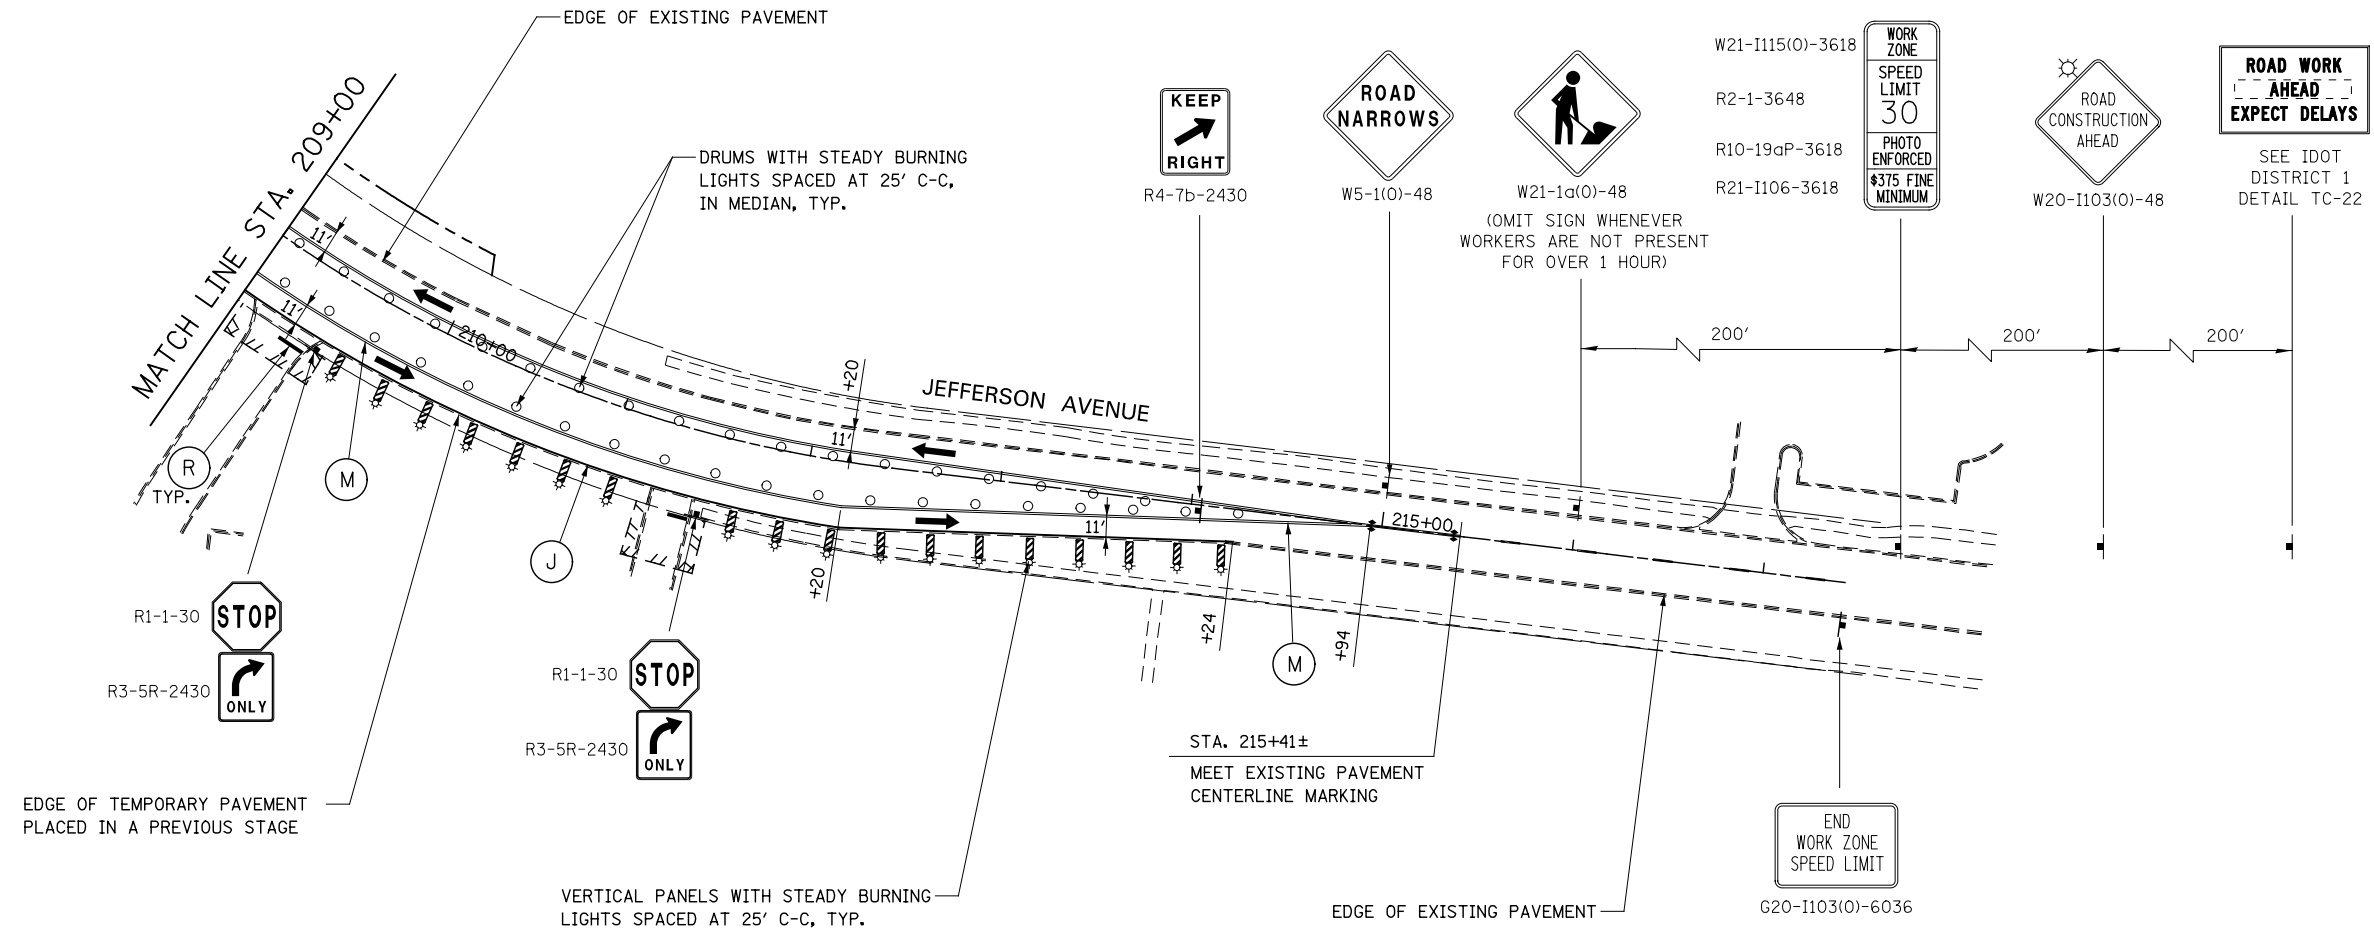 EDGE OF EXISTING PAVEMENT
MATCH LINE STA. 209+00
DRUMS WITH STEADY BURNING
LIGHTS SPACED AT 25' C-C,
IN MEDIAN, TYP.
KEEP
RIGHT
R4-7b-2430
ROAD
NARROWS
W5-1(O)-48
W21-1a(O)-48
(OMIT SIGN WHENEVER
WORKERS ARE NOT PRESENT
FOR OVER 1 HOUR)
W21-I115(O)-3618
R2-1-3648
R10-19aP-3618
R21-I106-3618
WORK
ZONE
SPEED
LIMIT
30
PHOTO
ENFORCED
$375 FINE
MINIMUM
ROAD
CONSTRUCTION
AHEAD
W20-I103(O)-48
ROAD WORK
AHEAD
EXPECT DELAYS
SEE IDOT
DISTRICT 1
DETAIL TC-22
200'
200'
200'
11'
11'
210+00
+20
11'
JEFFERSON AVENUE
R
TYP.
M
J
+20
11'
215+00
+24
+94
M
R1-1-30
STOP
R3-5R-2430
ONLY
R1-1-30
STOP
R3-5R-2430
ONLY
STA. 215+41±
MEET EXISTING PAVEMENT
CENTERLINE MARKING
EDGE OF TEMPORARY PAVEMENT
PLACED IN A PREVIOUS STAGE
VERTICAL PANELS WITH STEADY BURNING
LIGHTS SPACED AT 25' C-C, TYP.
EDGE OF EXISTING PAVEMENT
END
WORK ZONE
SPEED LIMIT
G20-I103(O)-6036